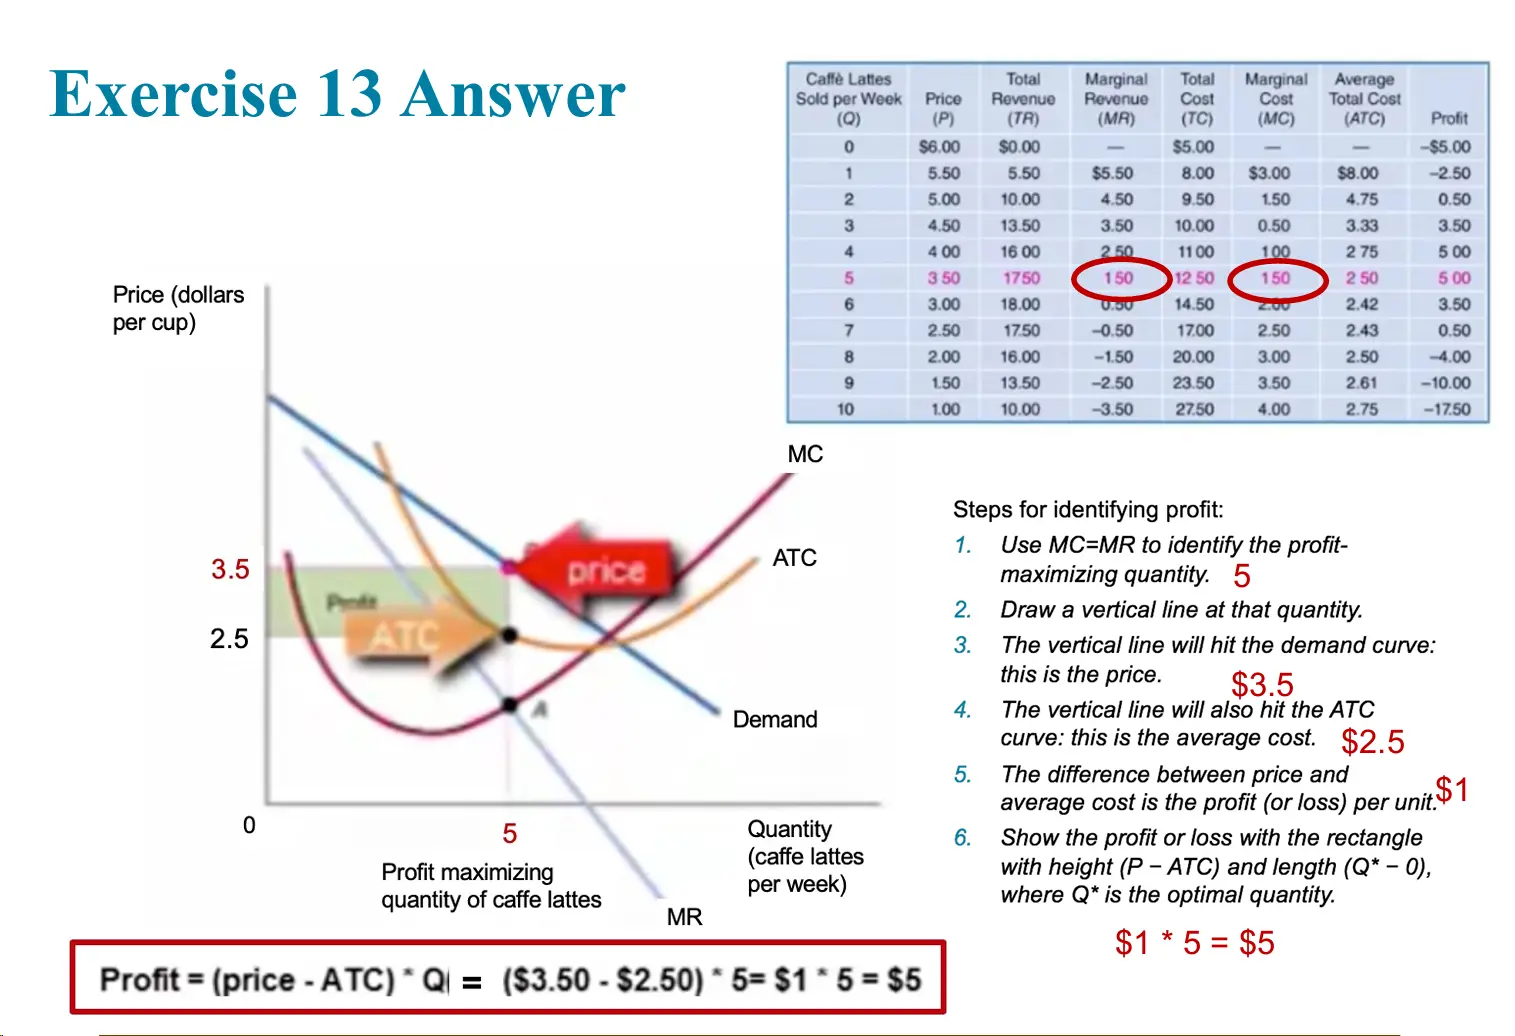 Exercise 13 Answer
Caffè Lattes Sold per Week (Q) Price (P) Total Revenue (TR) Marginal Revenue (MR) Total Cost (TC) Marginal Cost (MC) Average Total Cost (ATC) Profit
0 $6.00 $0.00 — $5.00 — — –$5.00
1 5.50 5.50 $5.50 8.00 $3.00 $8.00 –2.50
2 5.00 10.00 4.50 9.50 1.50 4.75 0.50
3 4.50 13.50 3.50 10.00 0.50 3.33 3.50
4 4 00 16 00 2 50 11 00 1 00 2 75 5 00
5 3 50 17 50 1 50 12 50 1 50 2 50 5 00
6 3.00 18.00 0.50 14.50 2.00 2.42 3.50
7 2.50 17.50 –0.50 17.00 2.50 2.43 0.50
8 2.00 16.00 –1.50 20.00 3.00 2.50 –4.00
9 1.50 13.50 –2.50 23.50 3.50 2.61 –10.00
10 1.00 10.00 –3.50 27.50 4.00 2.75 –17.50
Price (dollars
per cup)
MC
ATC
3.5
price
Profit
ATC
2.5
A
Demand
0
5
Quantity
(caffe lattes
per week)
Profit maximizing
quantity of caffe lattes
MR
Steps for identifying profit:
1. Use MC=MR to identify the profit-
maximizing quantity. 5
2. Draw a vertical line at that quantity.
3. The vertical line will hit the demand curve:
this is the price. $3.5
4. The vertical line will also hit the ATC
curve: this is the average cost. $2.5
5. The difference between price and
average cost is the profit (or loss) per unit. $1
6. Show the profit or loss with the rectangle
with height (P − ATC) and length (Q* − 0),
where Q* is the optimal quantity.
$1 * 5 = $5
Profit = (price - ATC) * Q = ($3.50 - $2.50) * 5= $1 * 5 = $5